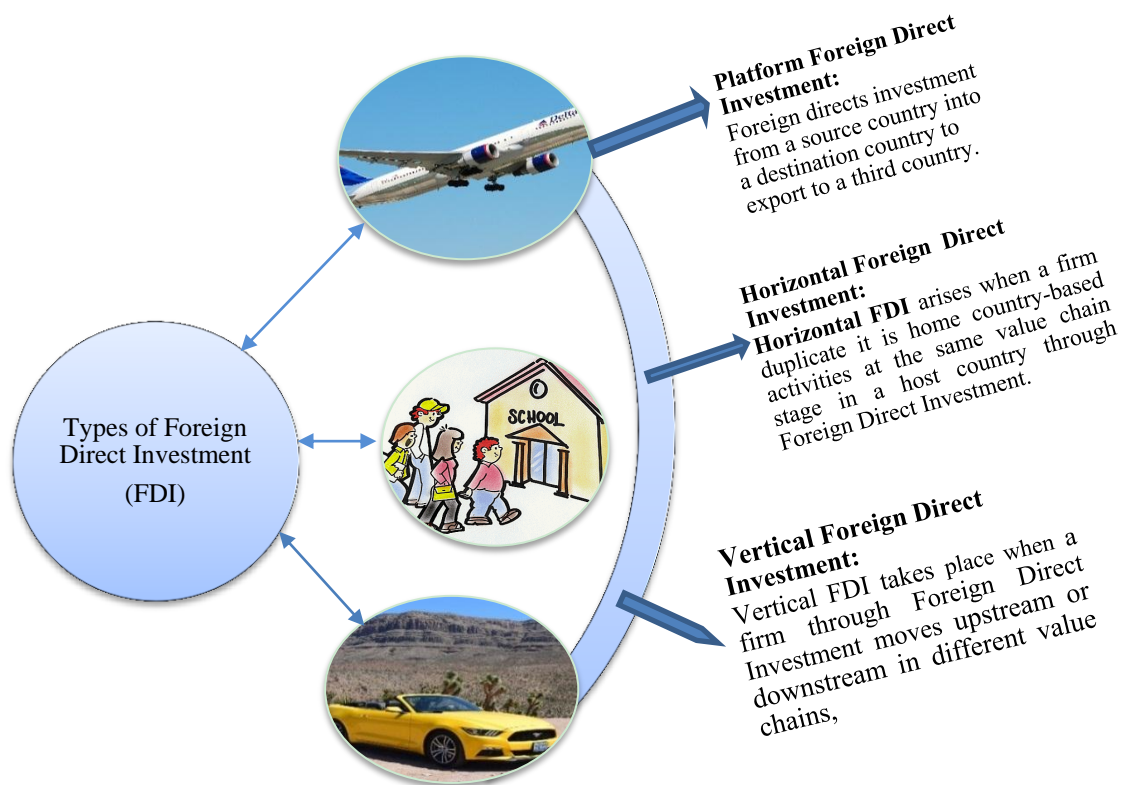 Types of Foreign
Direct Investment
(FDI)
Delta
SCHOOL
Platform Foreign Direct
Investment:
Foreign directs investment
from a source country into
a destination country to
export to a third country.
Horizontal Foreign Direct
Investment:
Horizontal FDI arises when a firm
duplicate it is home country-based
activities at the same value chain
stage in a host country through
Foreign Direct Investment.
Vertical Foreign Direct
Investment:
Vertical FDI takes place when a
firm through Foreign Direct
Investment moves upstream or
downstream in different value
chains,